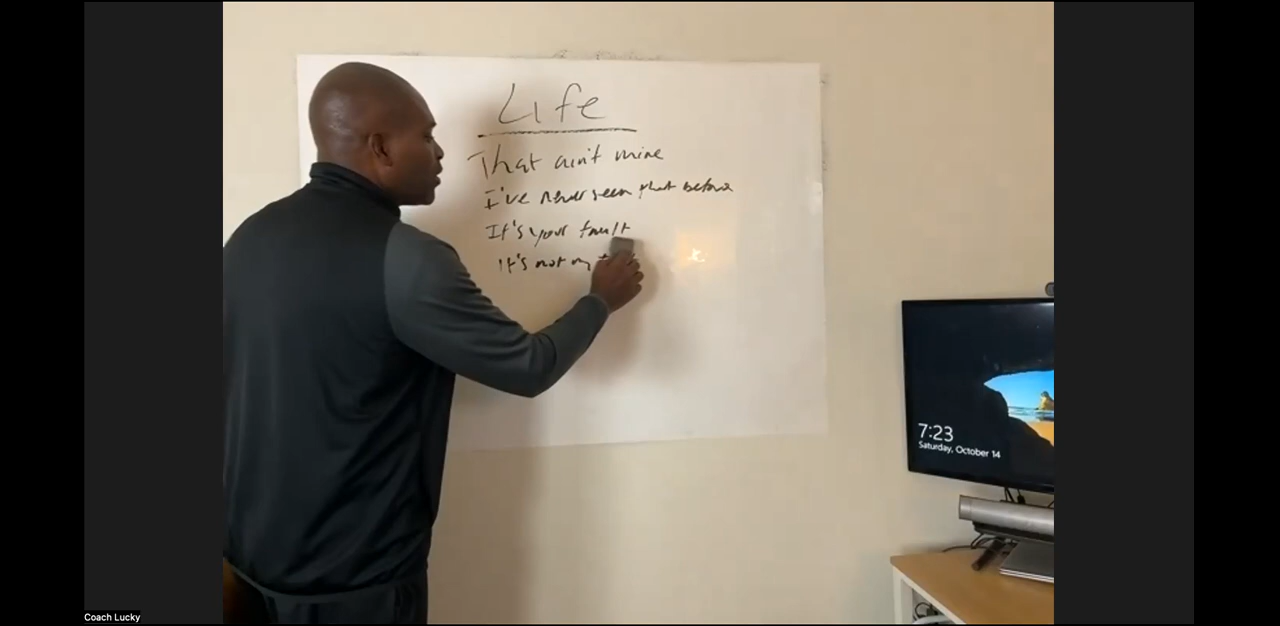 Life
That ain't mine
I've never seen that before
It's your fault
It's not my
7:23
Saturday, October 14
Coach Lucky